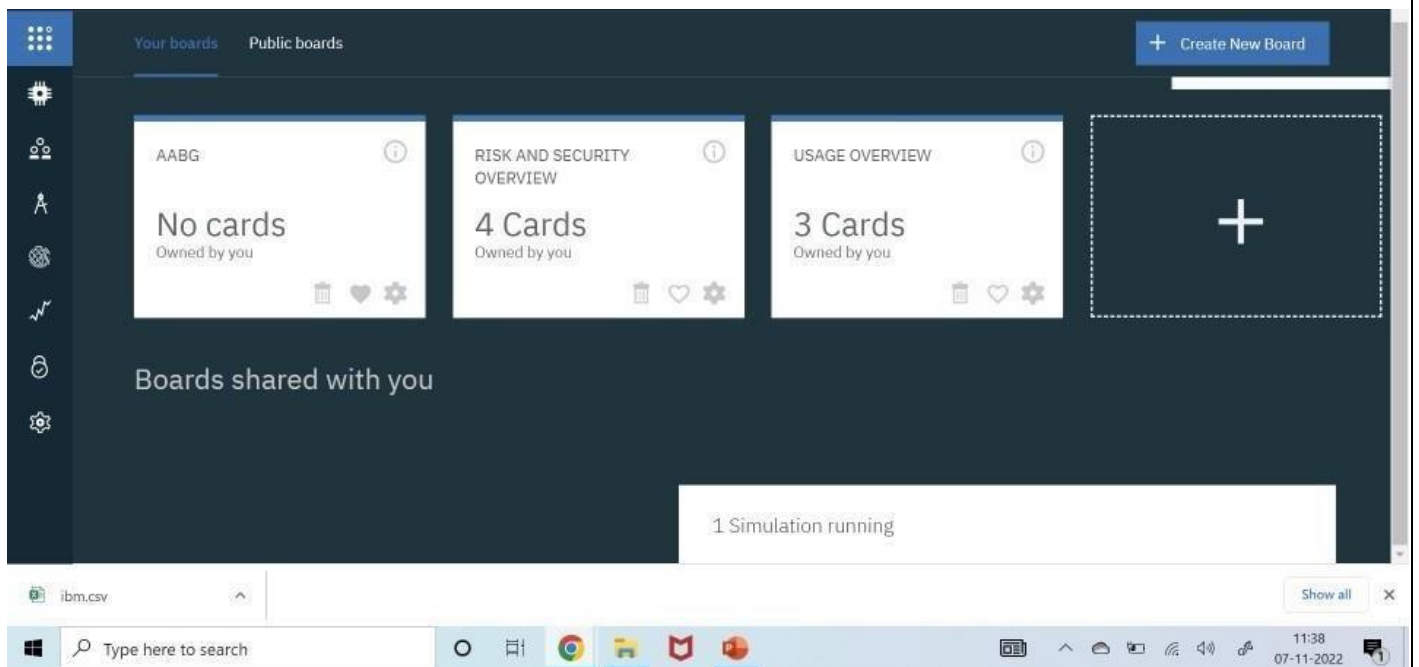 Your boards Public boards + Create New Board
AABG
No cards
Owned by you
RISK AND SECURITY
OVERVIEW
4 Cards
Owned by you
USAGE OVERVIEW
3 Cards
Owned by you
Boards shared with you
1 Simulation running
ibm.csv
Show all
Type here to search
11:38
07-11-2022
1